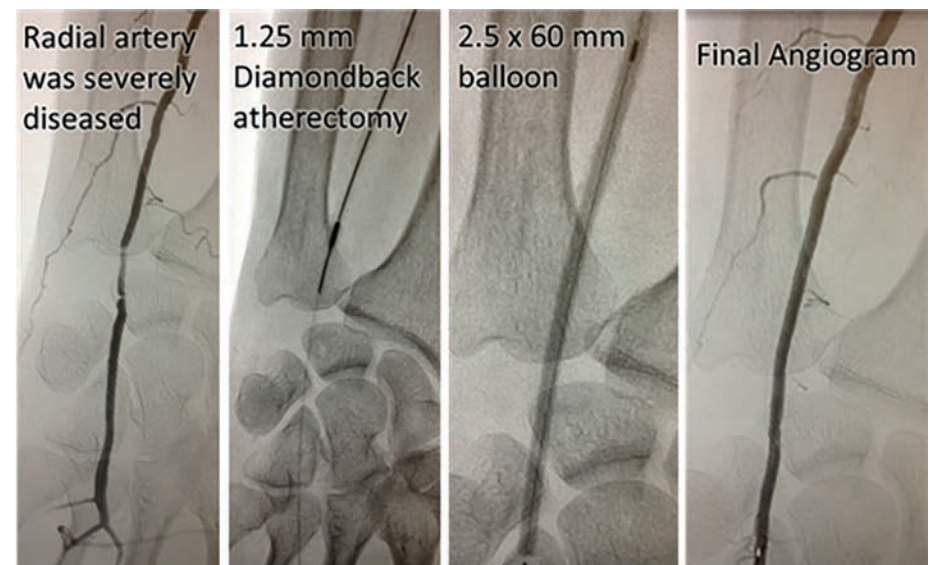 Radial artery
was severely
diseased
1.25 mm
Diamondback
atherectomy
2.5 x 60 mm
balloon
Final Angiogram